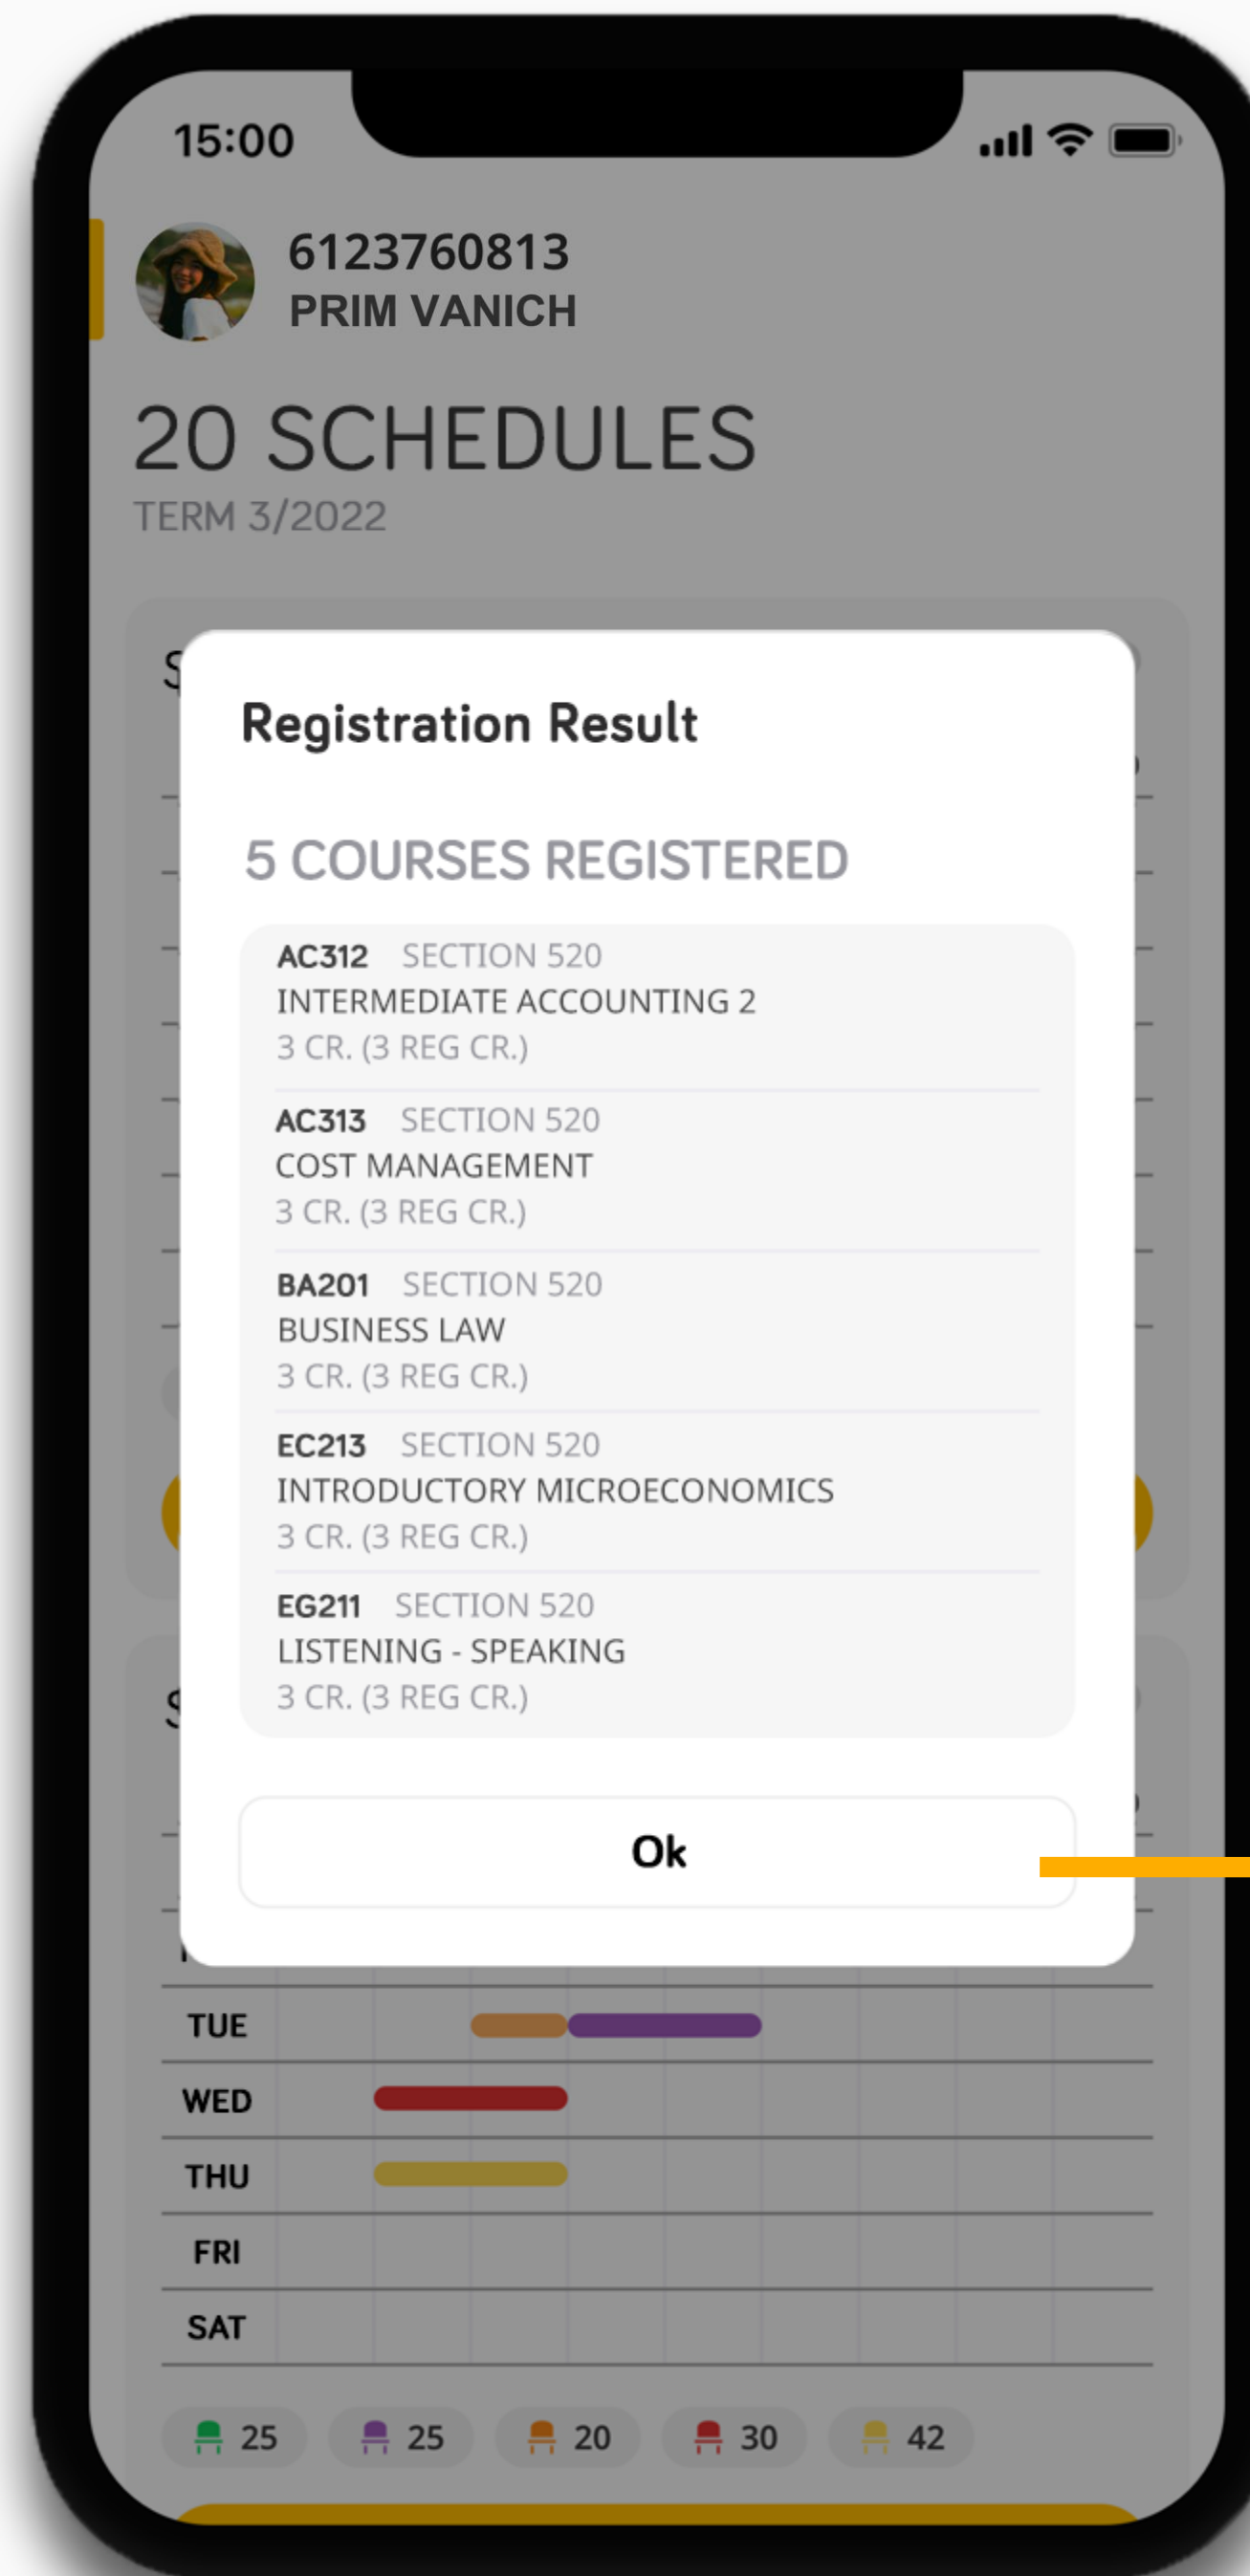 15:00
6123760813
PRIM VANICH
20 SCHEDULES
TERM 3/2022
Registration Result
5 COURSES REGISTERED
AC312 SECTION 520
INTERMEDIATE ACCOUNTING 2
3 CR. (3 REG CR.)
AC313 SECTION 520
COST MANAGEMENT
3 CR. (3 REG CR.)
BA201 SECTION 520
BUSINESS LAW
3 CR. (3 REG CR.)
EC213 SECTION 520
INTRODUCTORY MICROECONOMICS
3 CR. (3 REG CR.)
EG211 SECTION 520
LISTENING - SPEAKING
3 CR. (3 REG CR.)
Ok
TUE
WED
THU
FRI
SAT
25 25 20 30 42